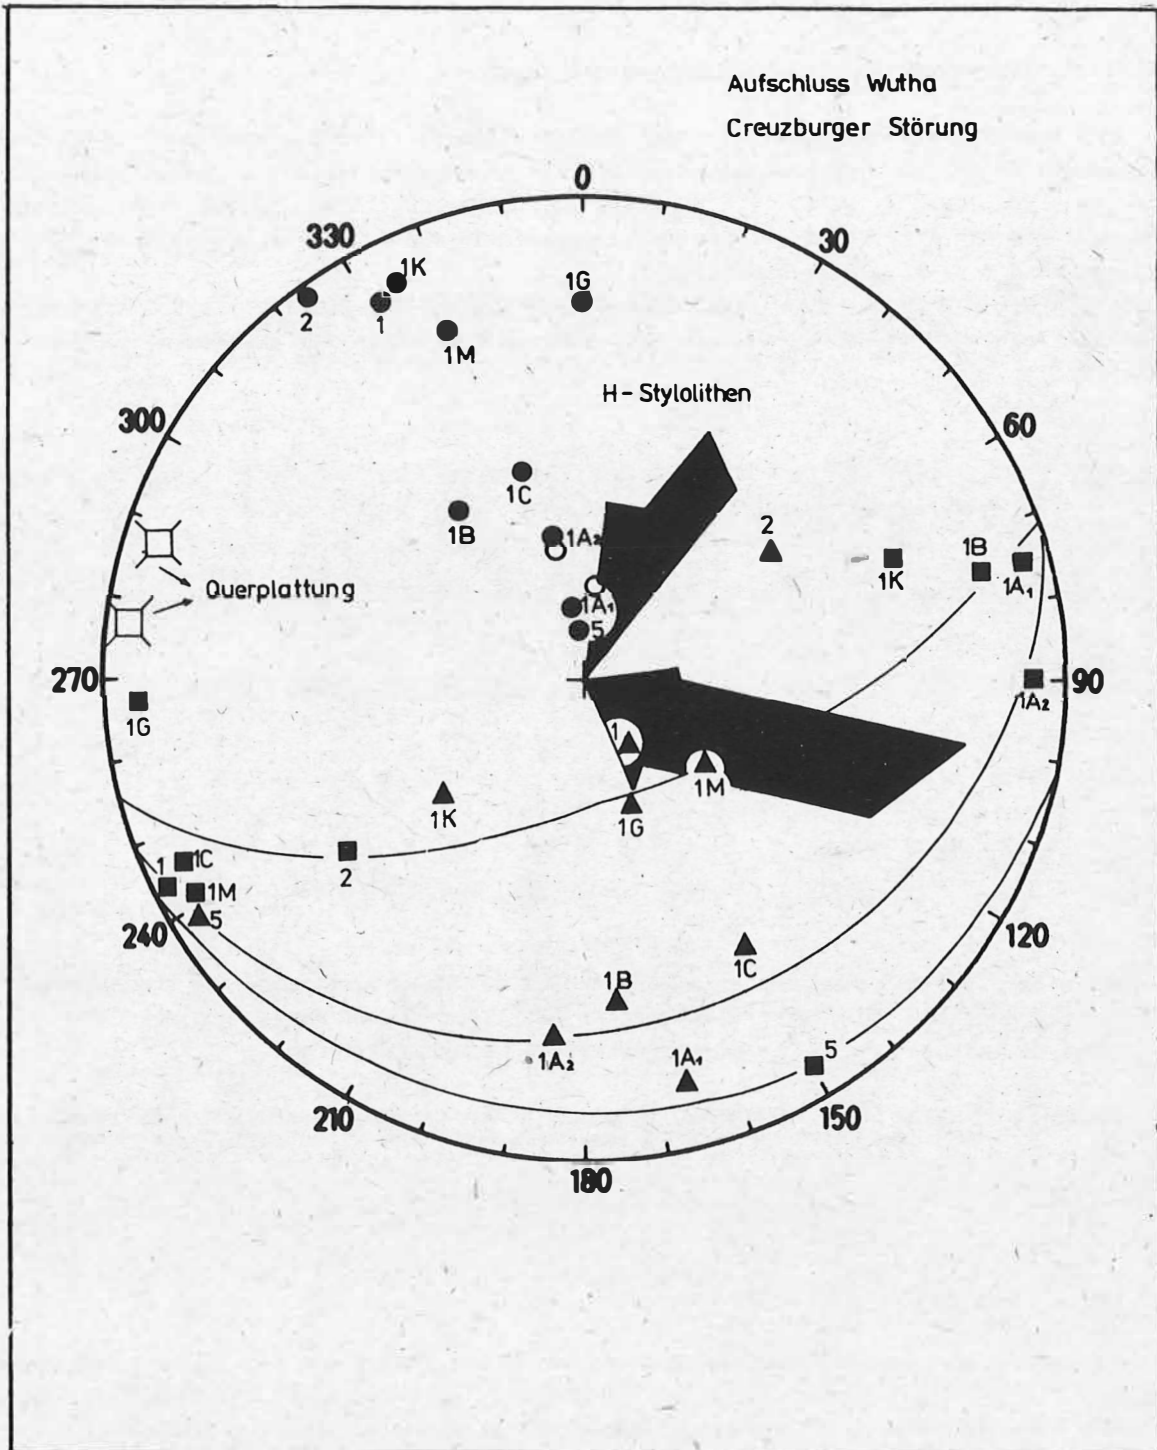 Aufschluss Wutha
Creuzburger Störung
0
330
30
1K
1G
2
1
1M
H-Stylolithen
300
60
1C
1B
1A₂
2
1K
1B
1A₁
Querplattung
1A₁
5
270
90
1G
1A₂
1
1M
1K
1G
2
1
1C
1M
5
240
120
1C
1B
1A₂
1A₁
5
210
150
180